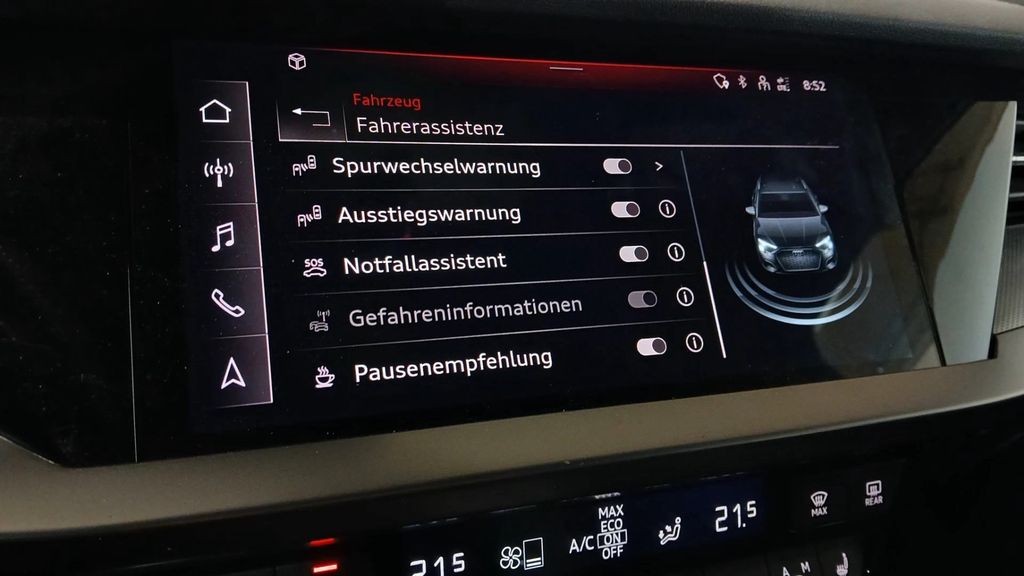 8:52
Fahrzeug
Fahrerassistenz
Spurwechselwarnung
Ausstiegswarnung
SOS
Notfallassistent
Gefahreninformationen
Pausenempfehlung
21.5
A/C
MAX
ECO
ON
OFF
21.5
MAX
REAR
A M